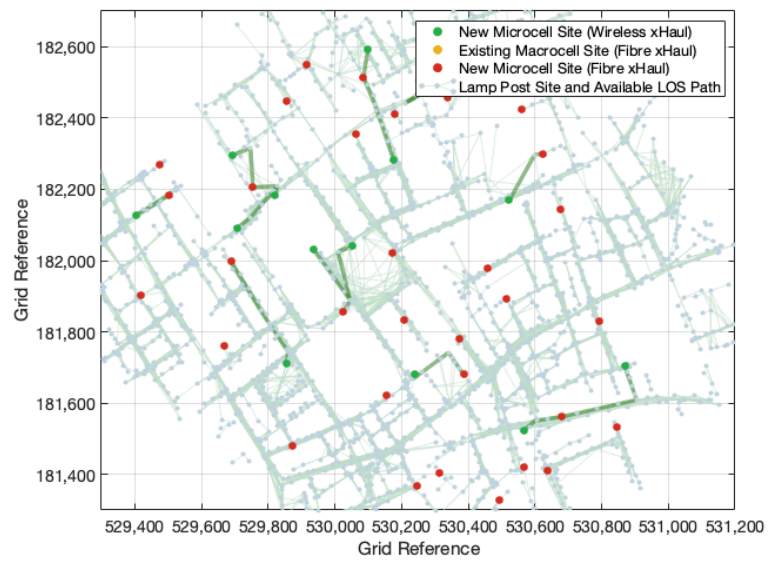 New Microcell Site (Wireless xHaul)
Existing Macrocell Site (Fibre xHaul)
New Microcell Site (Fibre xHaul)
Lamp Post Site and Available LOS Path
182,600
182,400
182,200
182,000
181,800
181,600
181,400
Grid Reference
529,400 529,600 529,800 530,000 530,200 530,400 530,600 530,800 531,000 531,200
Grid Reference